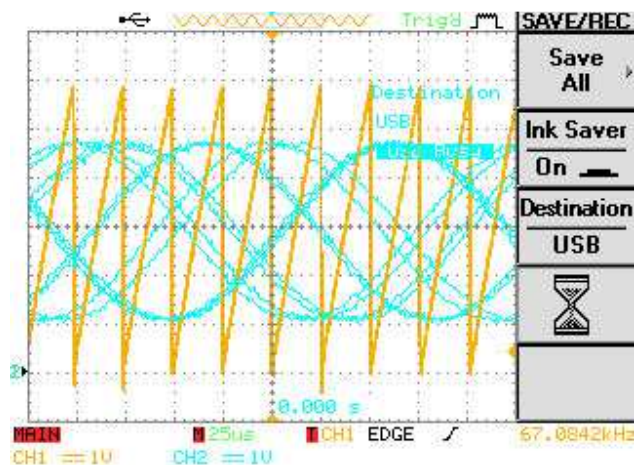 Trig'd
SAVE/REC
Save
All
Destination
USB
Ink Saver
On
Destination
USB
2
0.000 s
MAIN M 25us T CH1 EDGE 67.0842kHz
CH1 1V CH2 1V